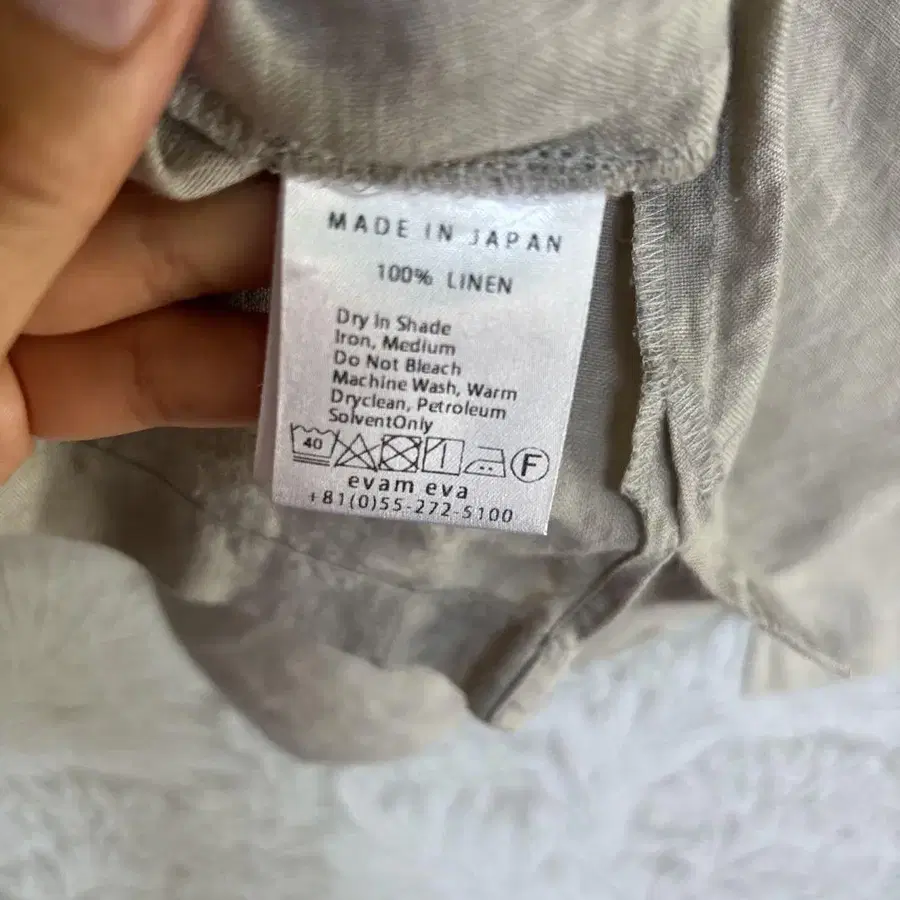 MADE IN JAPAN
100% LINEN
Dry In Shade
Iron, Medium
Do Not Bleach
Machine Wash, Warm
Dryclean, Petroleum
SolventOnly
40 F
evam eva
+81(0)55-272-5100